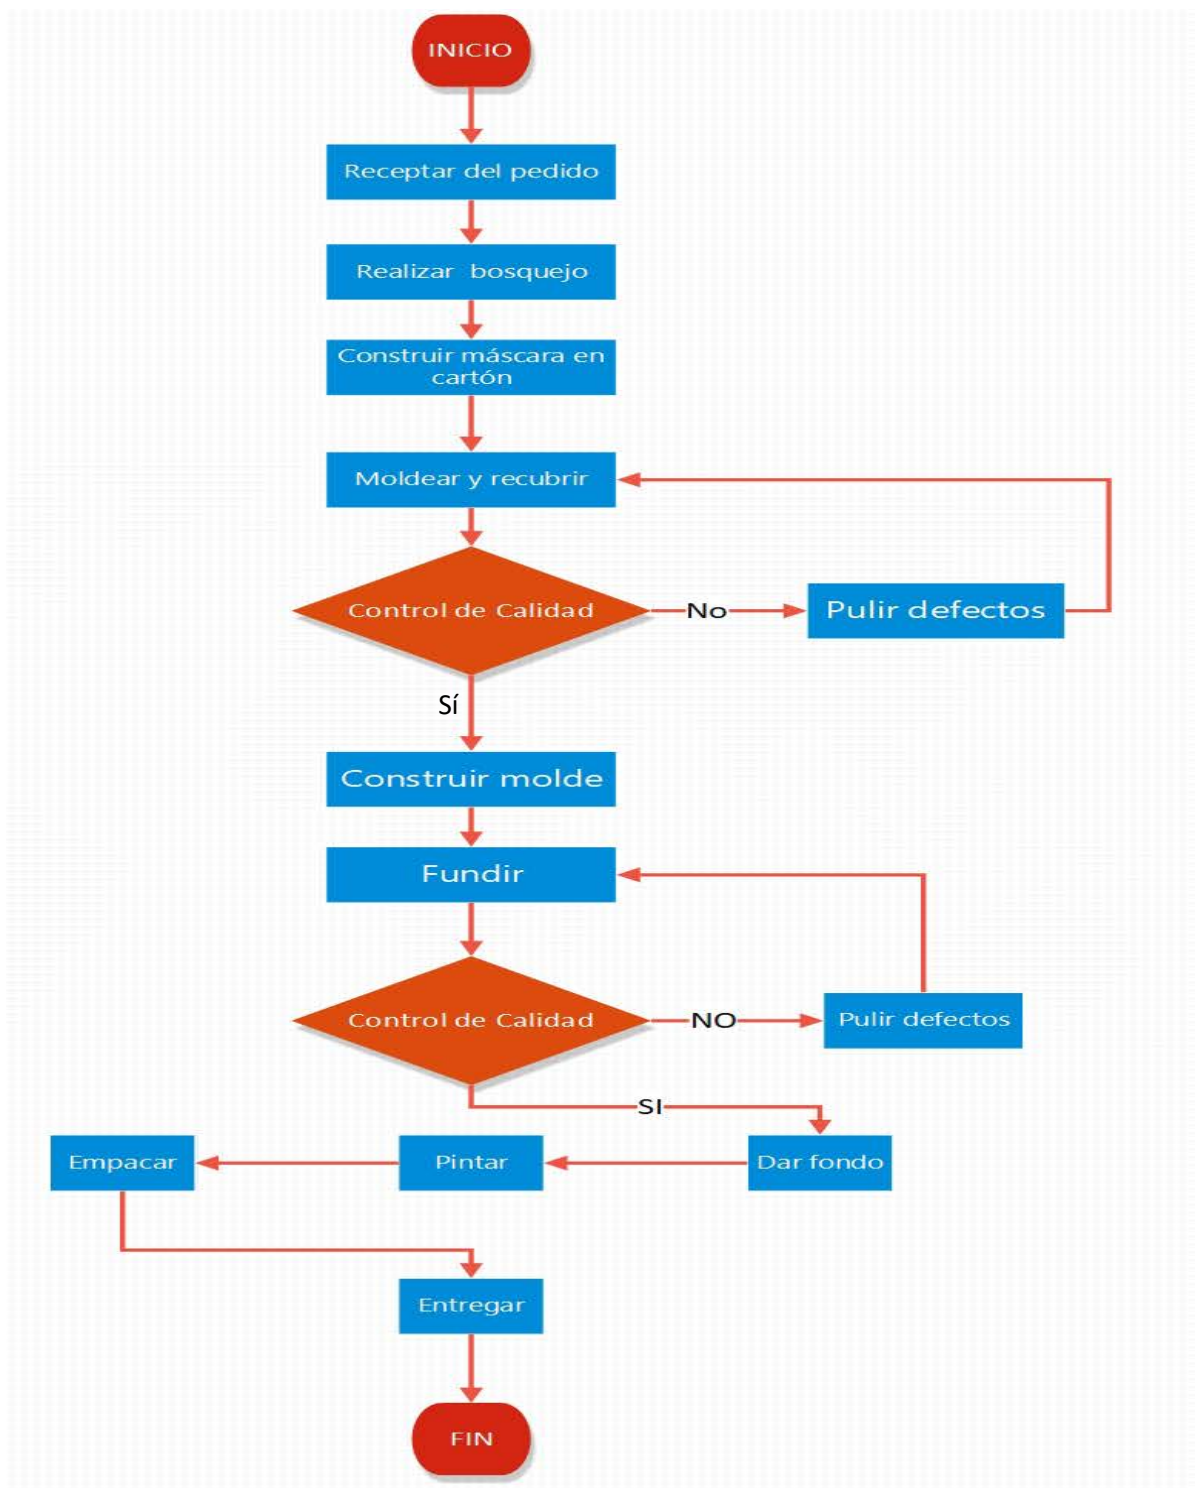 INICIO
Receptar del pedido
Realizar bosquejo
Construir máscara en
cartón
Moldear y recubrir
Control de Calidad
No
Pulir defectos
Sí
Construir molde
Fundir
Control de Calidad
NO
Pulir defectos
SI
Empacar
Pintar
Dar fondo
Entregar
FIN